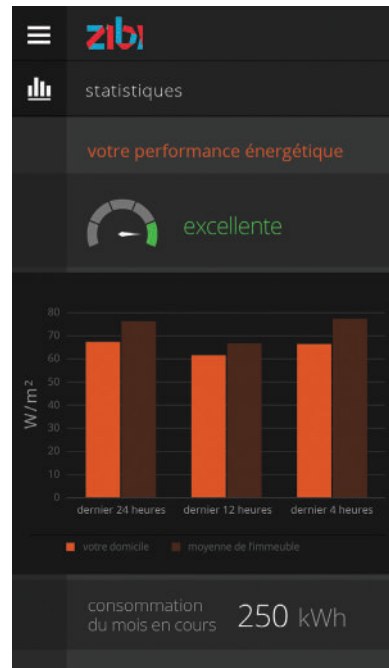 zibi
statistiques
votre performance énergétique
excellente
80
70
60
50
40
30
20
10
0
W/m²
dernier 24 heures dernier 12 heures dernier 4 heures
votre domicile moyenne de l'immeuble
consommation
du mois en cours 250 kWh